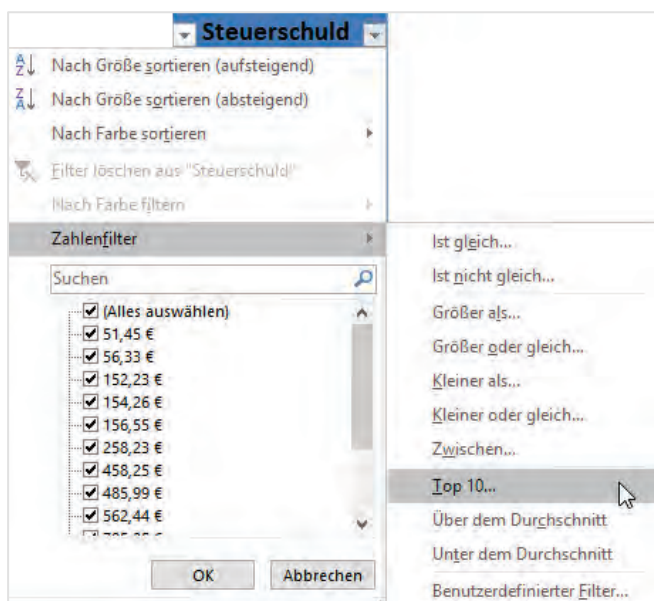 Steuerschuld
Nach Größe sortieren (aufsteigend)
Nach Größe sortieren (absteigend)
Nach Farbe sortieren
Filter löschen aus "Steuerschuld"
Nach Farbe filtern
Zahlenfilter
Suchen
(Alles auswählen)
51,45 €
56,33 €
152,23 €
154,26 €
156,55 €
258,23 €
458,25 €
485,99 €
562,44 €
OK
Abbrechen
Ist gleich...
Ist nicht gleich...
Größer als...
Größer oder gleich...
Kleiner als...
Kleiner oder gleich...
Zwischen...
Top 10...
Über dem Durchschnitt
Unter dem Durchschnitt
Benutzerdefinierter Filter...